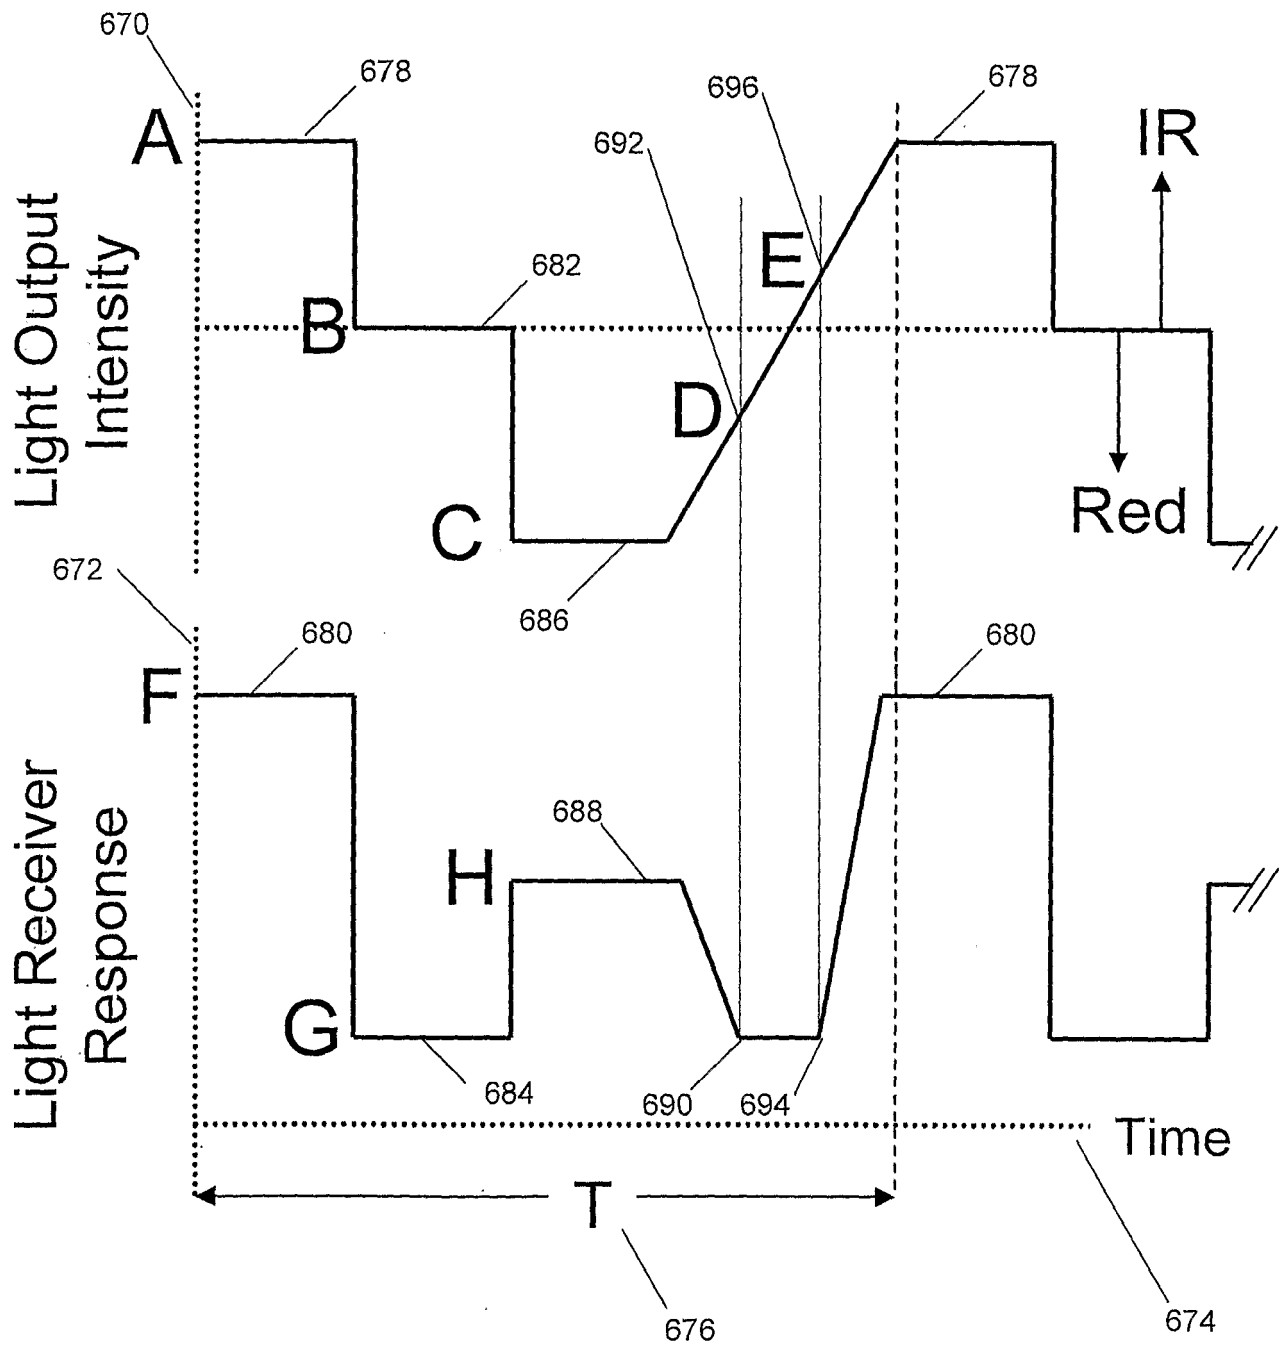 670
678
678
696
692
A
IR
Light Output
Intensity
E
682
B
D
C
Red
672
686
680
680
F
Light Receiver
Response
688
H
G
684
690
694
Time
T
676
674